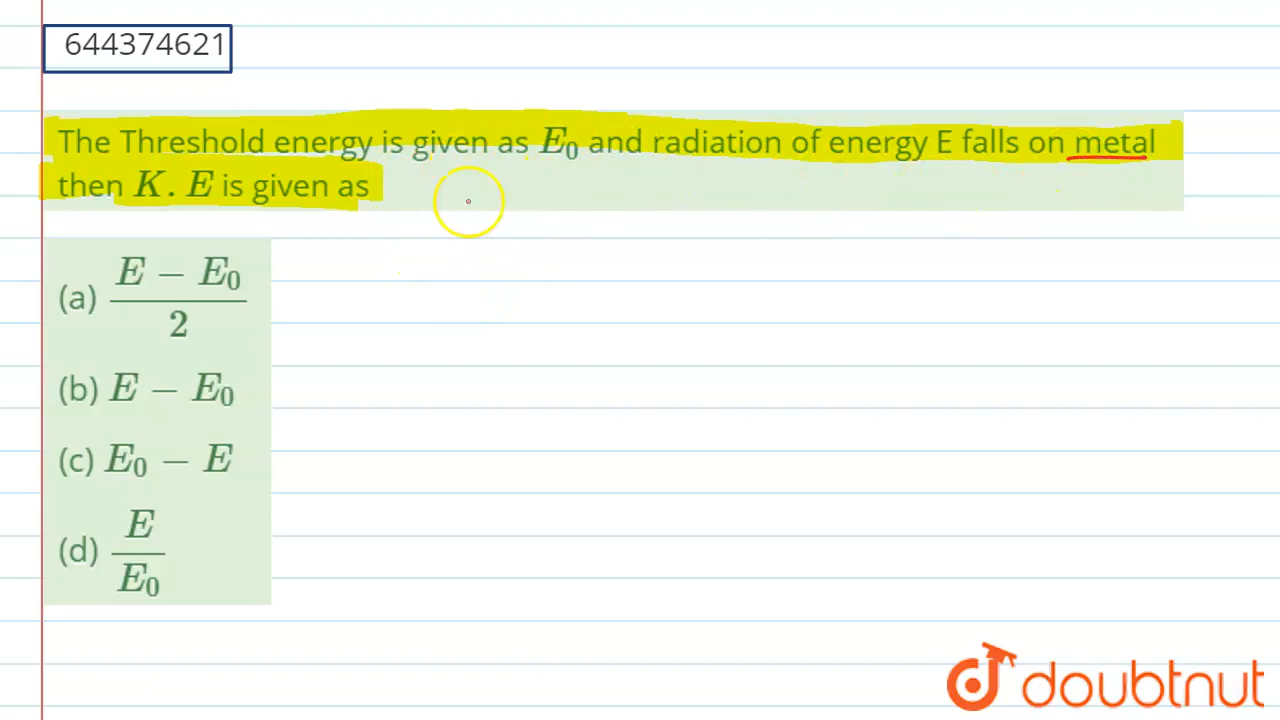 644374621
The Threshold energy is given as E₀ and radiation of energy E falls on metal
then K. E is given as
(a) (E − E₀)/2
(b) E − E₀
(c) E₀ − E
(d) E/E₀
doubtnut